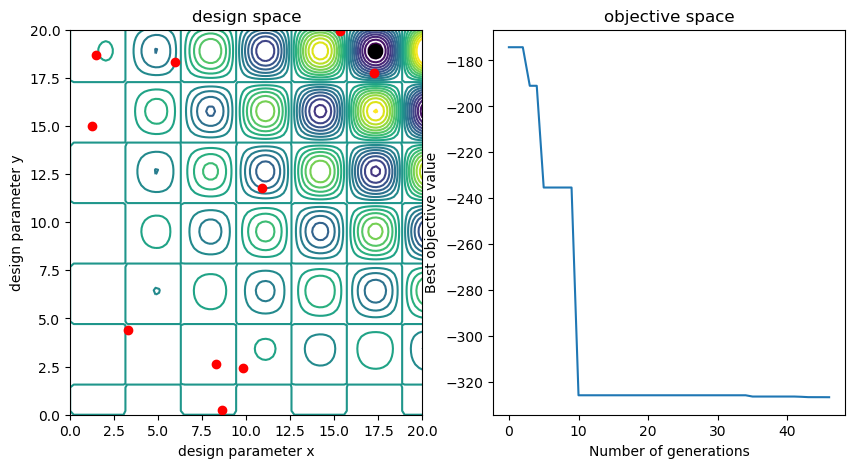 design space
20.0
17.5
15.0
12.5
10.0
7.5
5.0
2.5
0.0
design parameter y
0.0 2.5 5.0 7.5 10.0 12.5 15.0 17.5 20.0
design parameter x
objective space
−180
−200
−220
−240
−260
−280
−300
−320
Best objective value
0 10 20 30 40
Number of generations